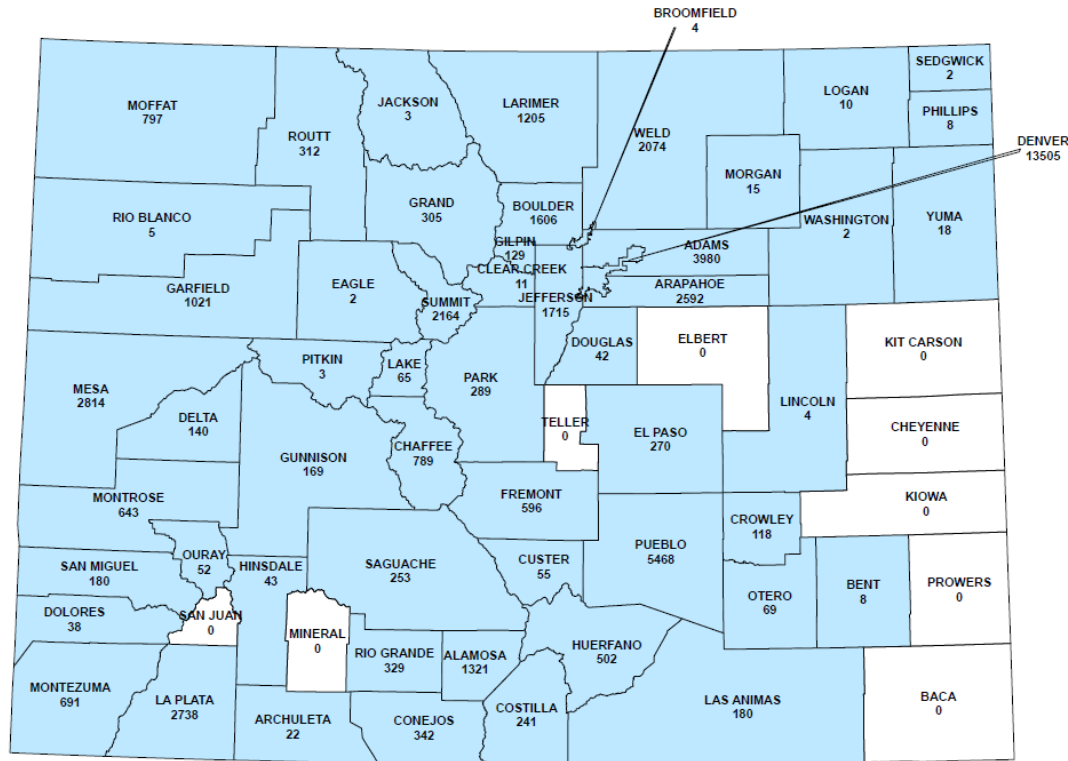 BROOMFIELD
4
SEDGWICK
2
MOFFAT
797
JACKSON
3
LARIMER
1205
LOGAN
10
PHILLIPS
8
ROUTT
312
WELD
2074
DENVER
13505
MORGAN
15
GRAND
305
BOULDER
1606
RIO BLANCO
5
WASHINGTON
2
YUMA
18
GILPIN
129
ADAMS
3980
CLEAR CREEK
11
GARFIELD
1021
EAGLE
2
SUMMIT
2164
JEFFERSON
1715
ARAPAHOE
2592
DOUGLAS
42
ELBERT
0
KIT CARSON
0
PITKIN
3
LAKE
65
PARK
289
MESA
2814
LINCOLN
4
DELTA
140
TELLER
0
EL PASO
270
CHEYENNE
0
CHAFFEE
789
GUNNISON
169
MONTROSE
643
FREMONT
596
KIOWA
0
CROWLEY
118
OURAY
52
HINSDALE
43
SAGUACHE
253
CUSTER
55
PUEBLO
5468
SAN MIGUEL
180
OTERO
69
BENT
8
PROWERS
0
DOLORES
38
SAN JUAN
0
MINERAL
0
RIO GRANDE
329
ALAMOSA
1321
HUERFANO
502
MONTEZUMA
691
LA PLATA
2738
ARCHULETA
22
CONEJOS
342
COSTILLA
241
LAS ANIMAS
180
BACA
0